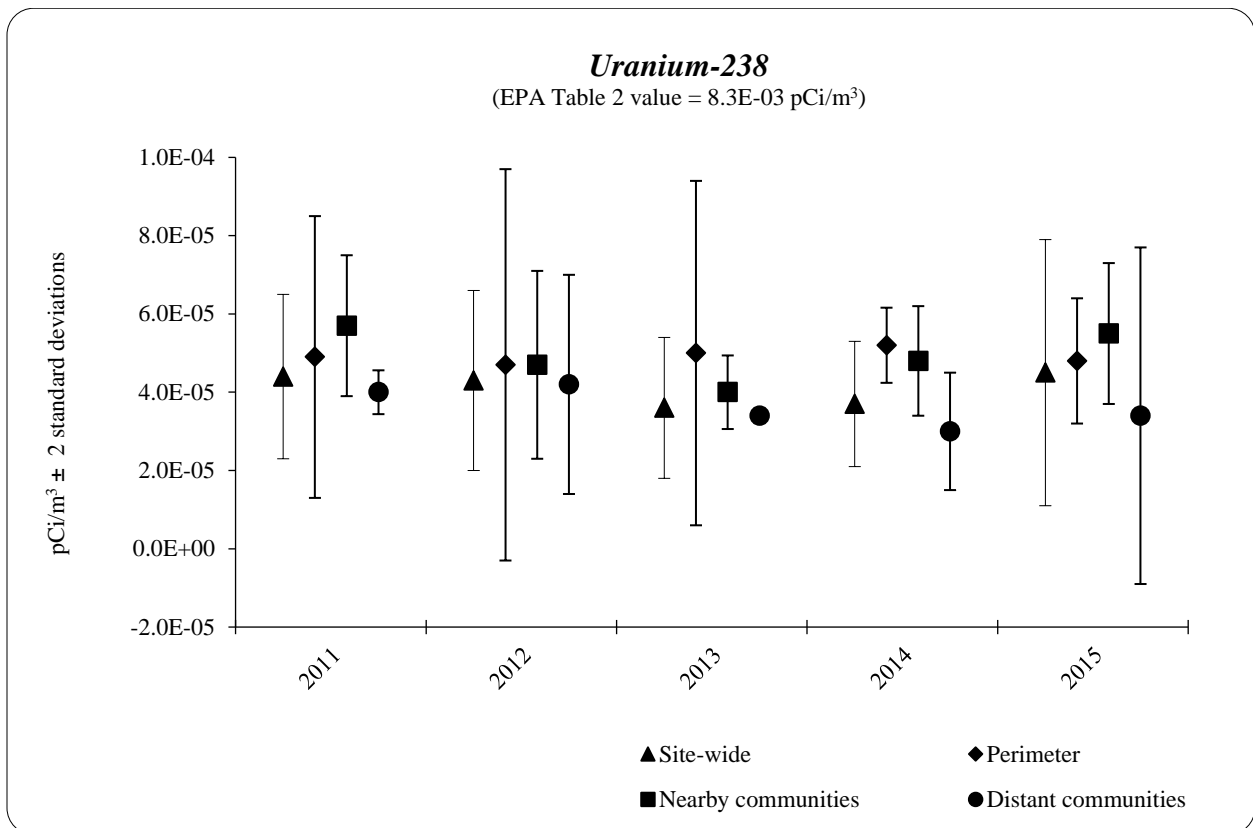 Uranium-238
(EPA Table 2 value = 8.3E-03 pCi/m³)
pCi/m³ ± 2 standard deviations
1.0E-04
8.0E-05
6.0E-05
4.0E-05
2.0E-05
0.0E+00
-2.0E-05
2011
2012
2013
2014
2015
Site-wide
Perimeter
Nearby communities
Distant communities